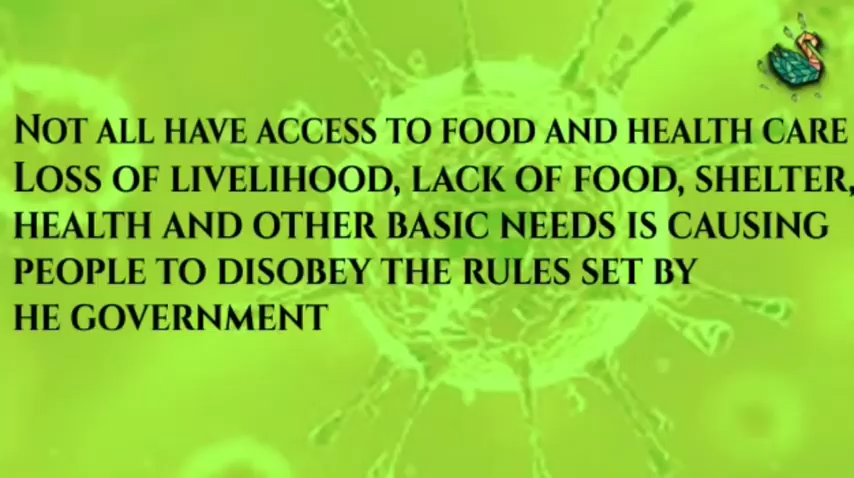 Not all have access to food and health care
Loss of livelihood, lack of food, shelter,
health and other basic needs is causing
people to disobey the rules set by
he government